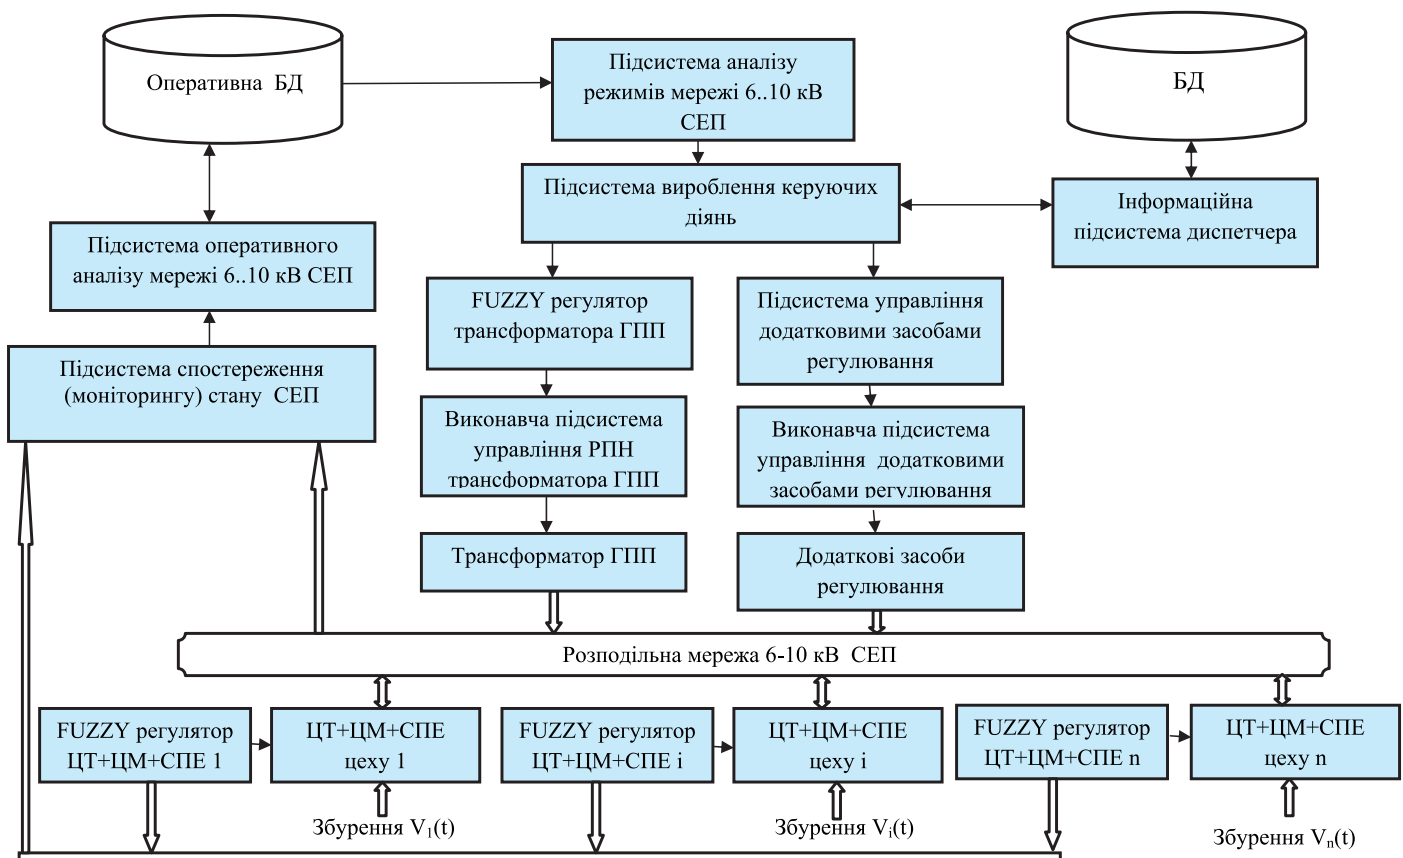 Оперативна БД
Підсистема аналізу
режимів мережі 6..10 кВ
СЕП
БД
Підсистема вироблення керуючих
діянь
Інформаційна
підсистема диспетчера
Підсистема оперативного
аналізу мережі 6..10 кВ СЕП
FUZZY регулятор
трансформатора ГПП
Підсистема управління
додатковими засобами
регулювання
Підсистема спостереження
(моніторингу) стану СЕП
Виконавча підсистема
управління РПН
трансформатора ГПП
Виконавча підсистема
управління додатковими
засобами регулювання
Трансформатор ГПП
Додаткові засоби
регулювання
Розподільна мережа 6-10 кВ СЕП
FUZZY регулятор
ЦТ+ЦМ+СПЕ 1
ЦТ+ЦМ+СПЕ
цеху 1
FUZZY регулятор
ЦТ+ЦМ+СПЕ i
ЦТ+ЦМ+СПЕ
цеху i
FUZZY регулятор
ЦТ+ЦМ+СПЕ n
ЦТ+ЦМ+СПЕ
цеху n
Збурення V₁(t)
Збурення Vᵢ(t)
Збурення Vₙ(t)